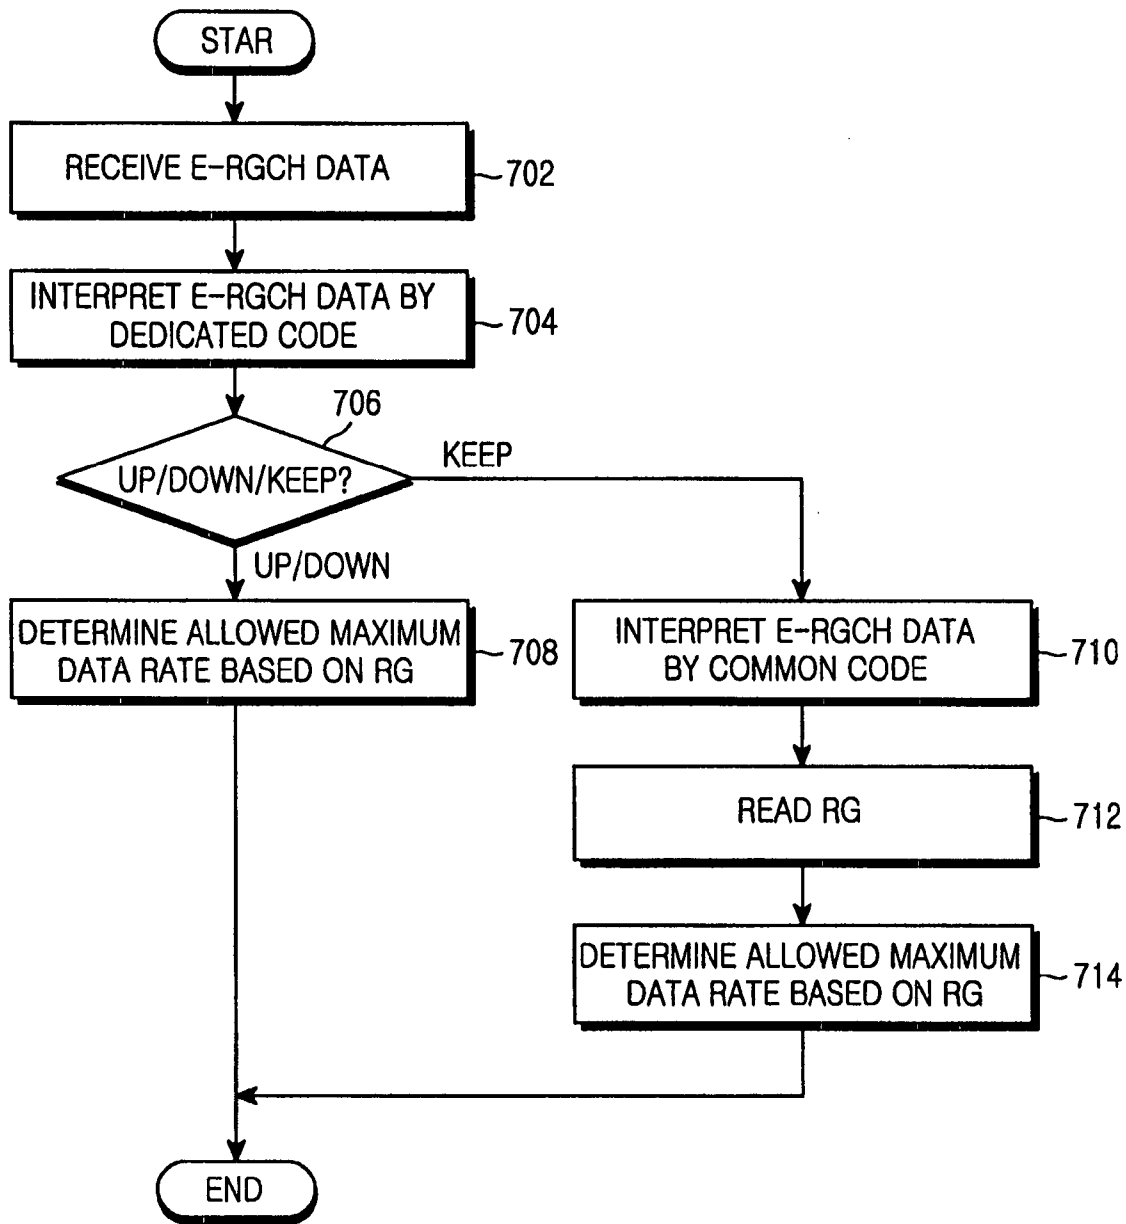 STAR
RECEIVE E-RGCH DATA
702
INTERPRET E-RGCH DATA BY
DEDICATED CODE
704
706
UP/DOWN/KEEP?
KEEP
UP/DOWN
DETERMINE ALLOWED MAXIMUM
DATA RATE BASED ON RG
708
INTERPRET E-RGCH DATA
BY COMMON CODE
710
READ RG
712
DETERMINE ALLOWED MAXIMUM
DATA RATE BASED ON RG
714
END